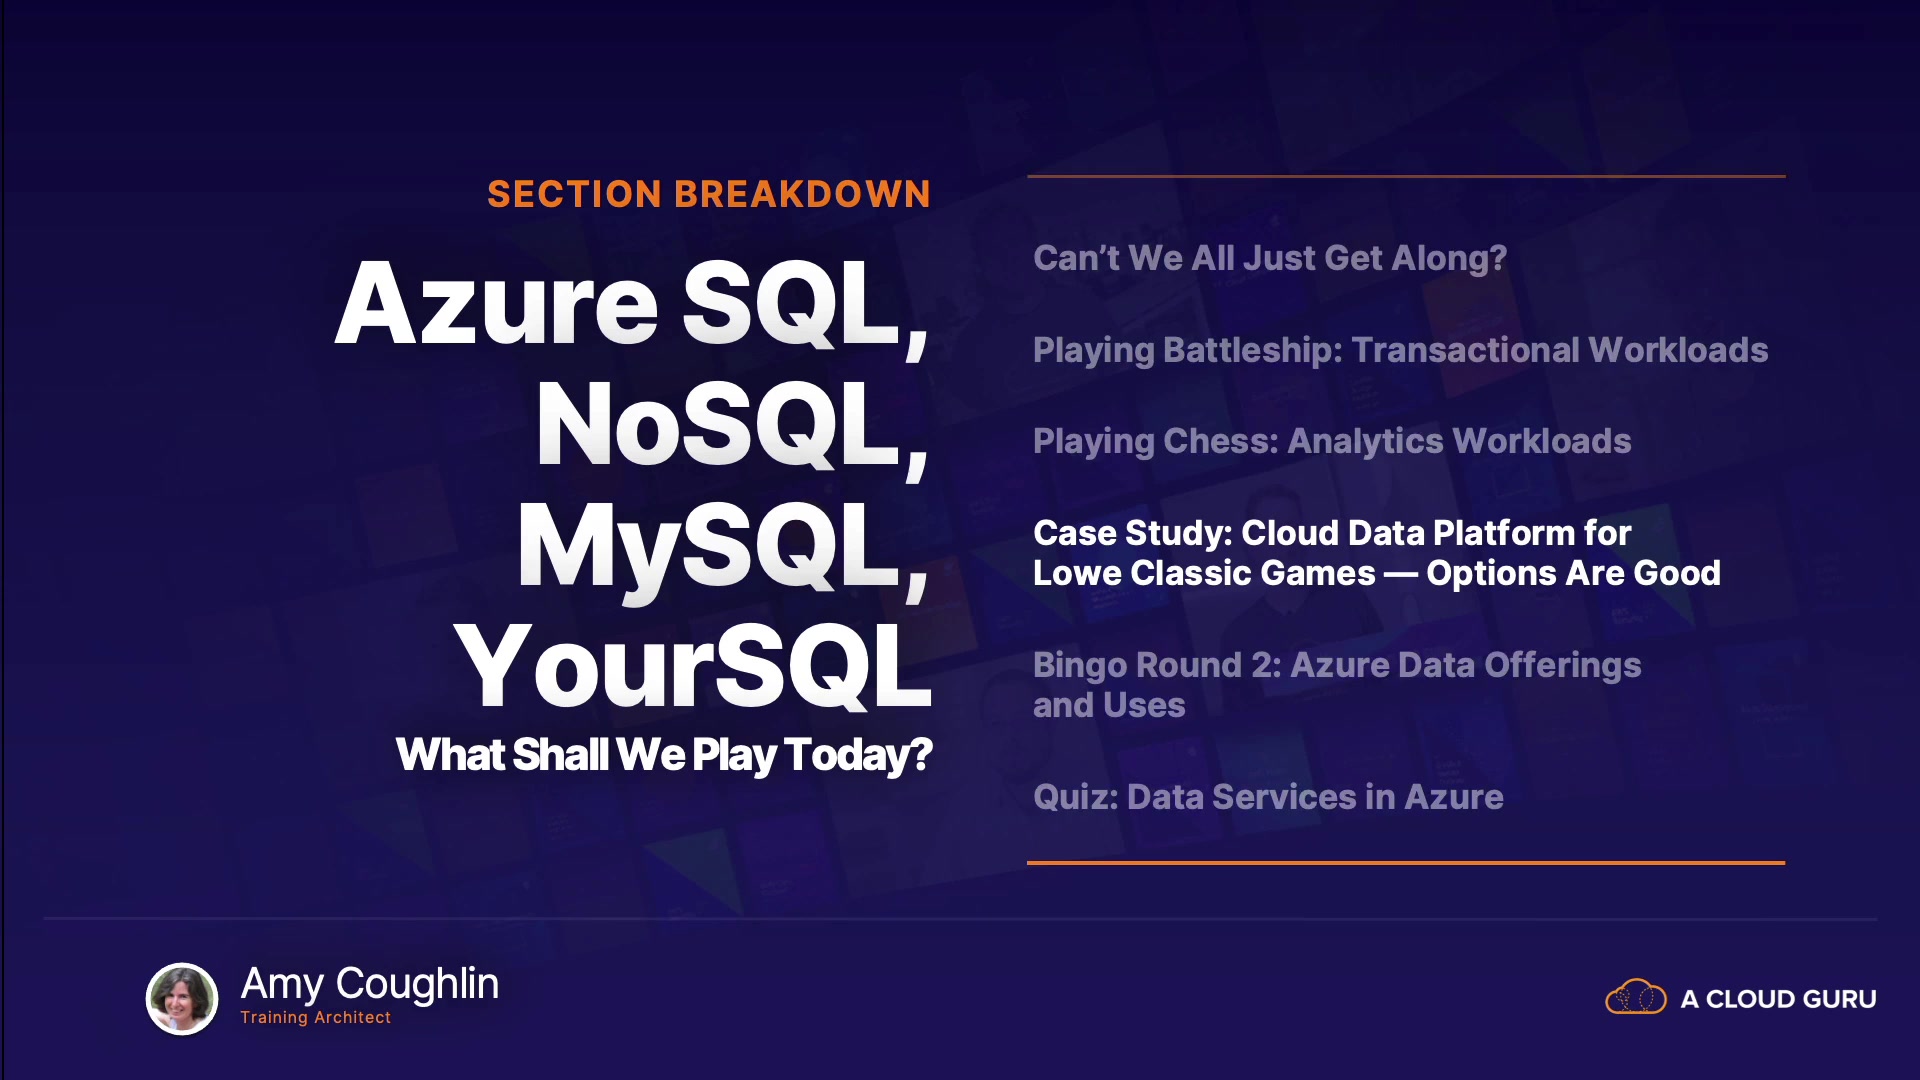 SECTION BREAKDOWN
Azure SQL,
NoSQL,
MySQL,
YourSQL
What Shall We Play Today?
Can’t We All Just Get Along?
Playing Battleship: Transactional Workloads
Playing Chess: Analytics Workloads
Case Study: Cloud Data Platform for
Lowe Classic Games — Options Are Good
Bingo Round 2: Azure Data Offerings
and Uses
Quiz: Data Services in Azure
Amy Coughlin
Training Architect
A CLOUD GURU